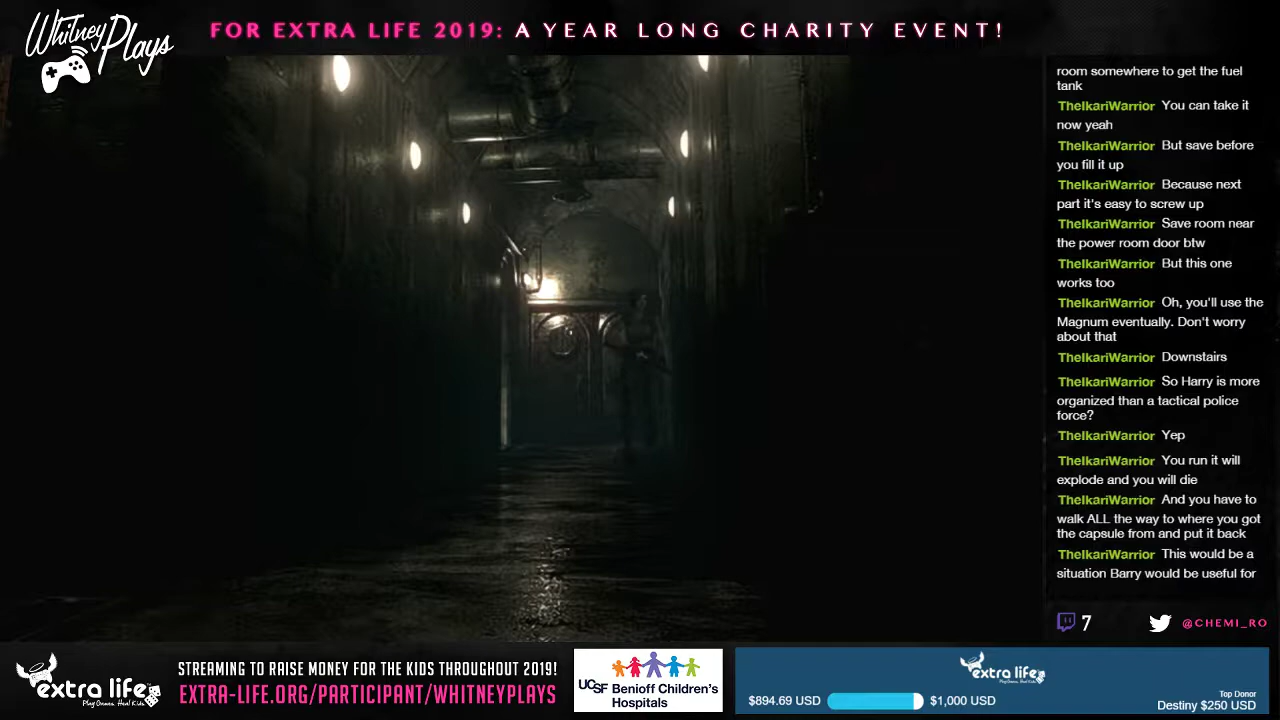 Whitney Plays
FOR EXTRA LIFE 2019: A YEAR LONG CHARITY EVENT!
room somewhere to get the fuel
tank
TheIkariWarrior You can take it
now yeah
TheIkariWarrior But save before
you fill it up
TheIkariWarrior Because next
part it's easy to screw up
TheIkariWarrior Save room near
the power room door btw
TheIkariWarrior But this one
works too
TheIkariWarrior Oh, you'll use the
Magnum eventually. Don't worry
about that
TheIkariWarrior Downstairs
TheIkariWarrior So Harry is more
organized than a tactical police
force?
TheIkariWarrior Yep
TheIkariWarrior You run it will
explode and you will die
TheIkariWarrior And you have to
walk ALL the way to where you got
the capsule from and put it back
TheIkariWarrior This would be a
situation Barry would be useful for
7 @CHEMI_RO
extra life
Play Games. Heal Kids.
STREAMING TO RAISE MONEY FOR THE KIDS THROUGHOUT 2019!
EXTRA-LIFE.ORG/PARTICIPANT/WHITNEYPLAYS
UCSF Benioff Children's
Hospitals
extra life
Play Games. Heal Kids.
$894.69 USD $1,000 USD
Top Donor
Destiny $250 USD